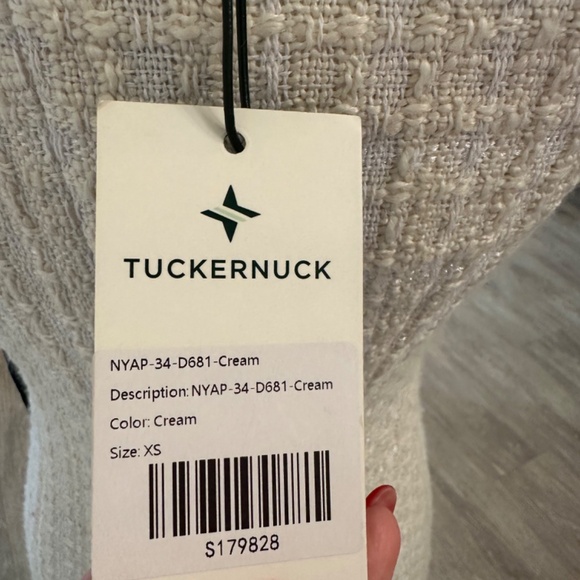 TUCKERNUCK
NYAP-34-D681-Cream
Description: NYAP-34-D681-Cream
Color: Cream
Size: XS
S179828